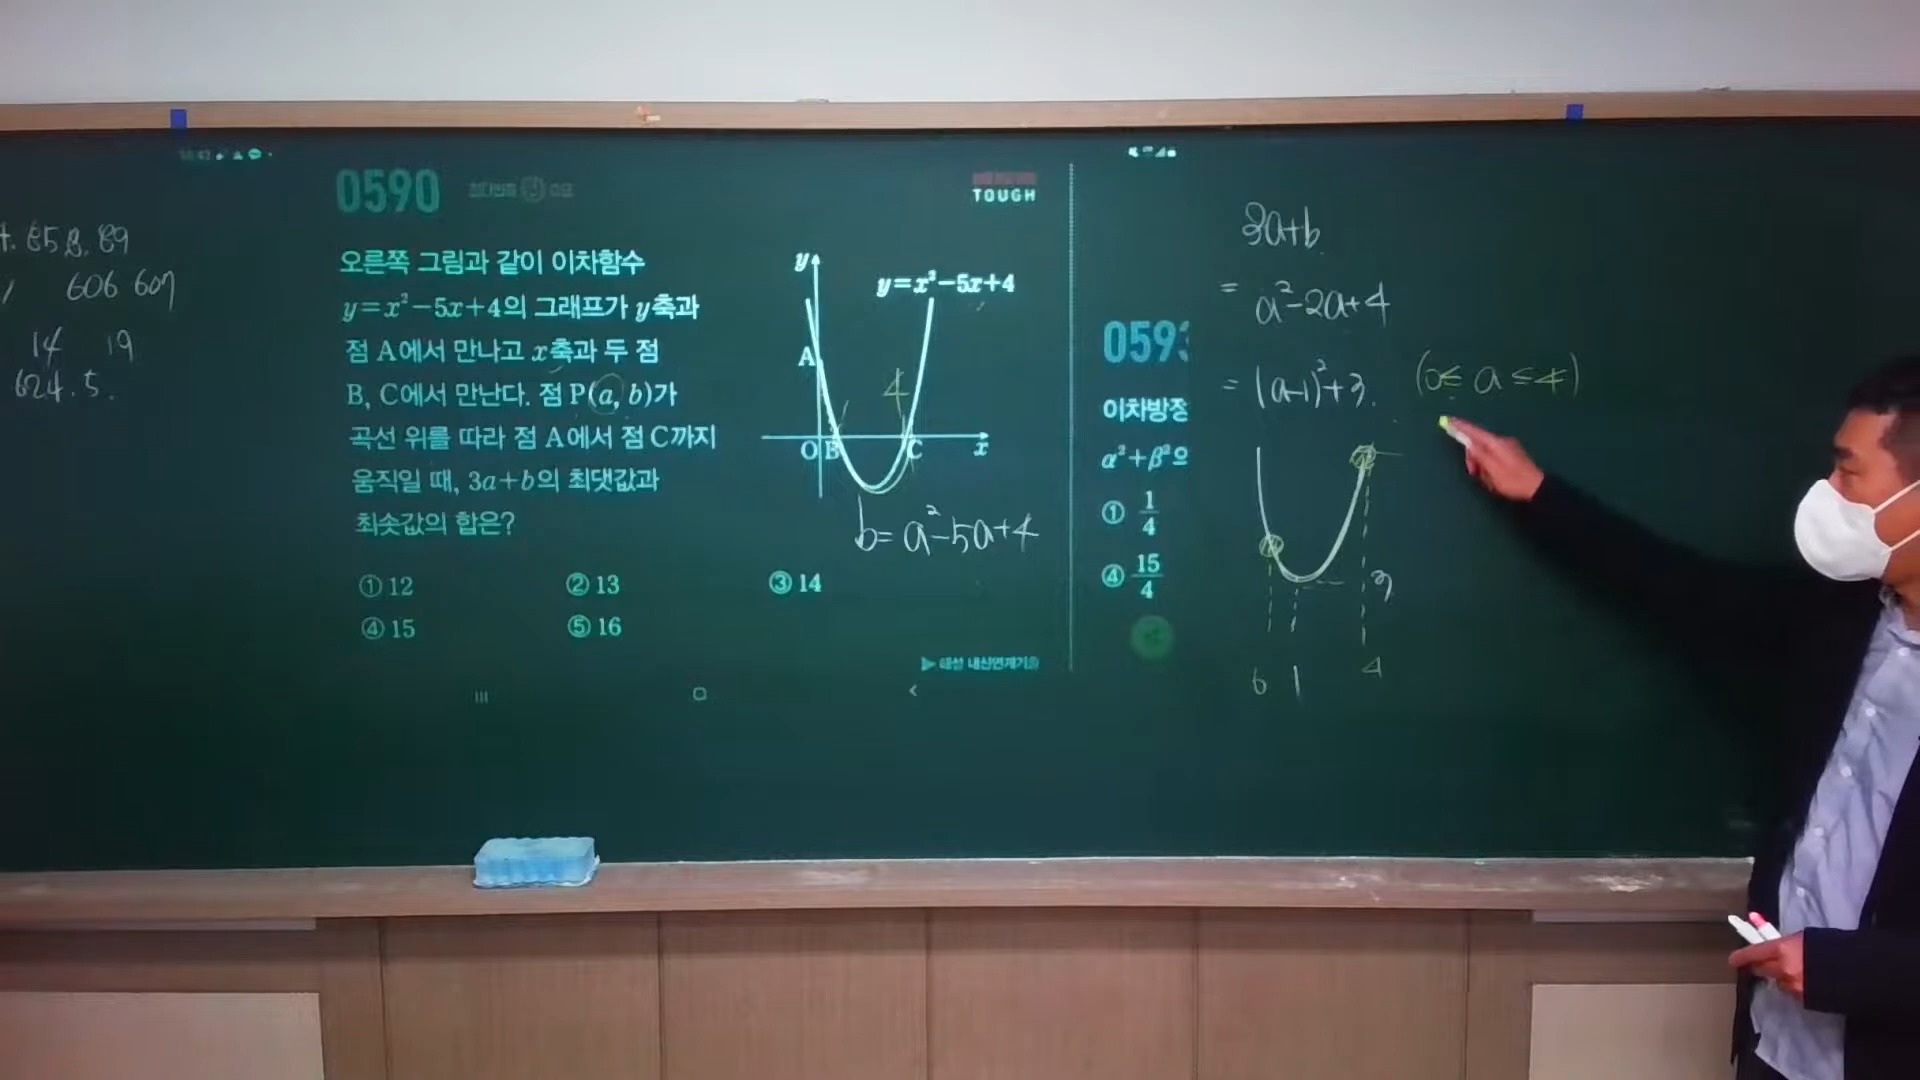 65 8. 89
606 607
14 19
624. 5.
0590
TOUGH
오른쪽 그림과 같이 이차함수
y=x²-5x+4의 그래프가 y축과
점 A에서 만나고 x축과 두 점
B, C에서 만난다. 점 P(a, b)가
곡선 위를 따라 점 A에서 점 C까지
움직일 때, 3a+b의 최댓값과
최솟값의 합은?
① 12 ② 13 ③ 14
④ 15 ⑤ 16
y
y=x²-5x+4
A
4
O B C x
b=a²-5a+4
0593
이차방정
α²+β²으
① 1/4
④ 15/4
3a+b
= a²-2a+4
= (a-1)²+3. (0≤ a ≤4)
3
0 1 4